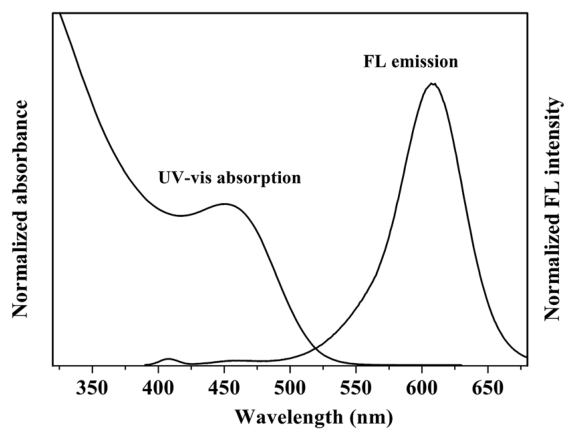 FL emission
UV-vis absorption
Normalized absorbance
Normalized FL intensity
350 400 450 500 550 600 650
Wavelength (nm)